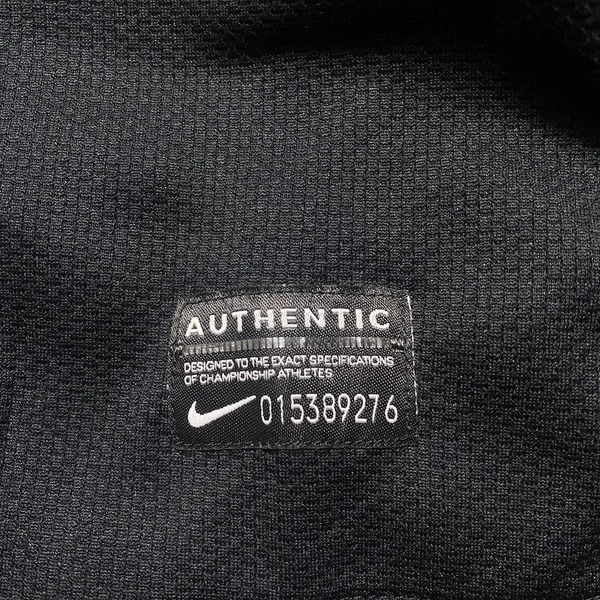 AUTHENTIC
DESIGNED TO THE EXACT SPECIFICATIONS
OF CHAMPIONSHIP ATHLETES
015389276